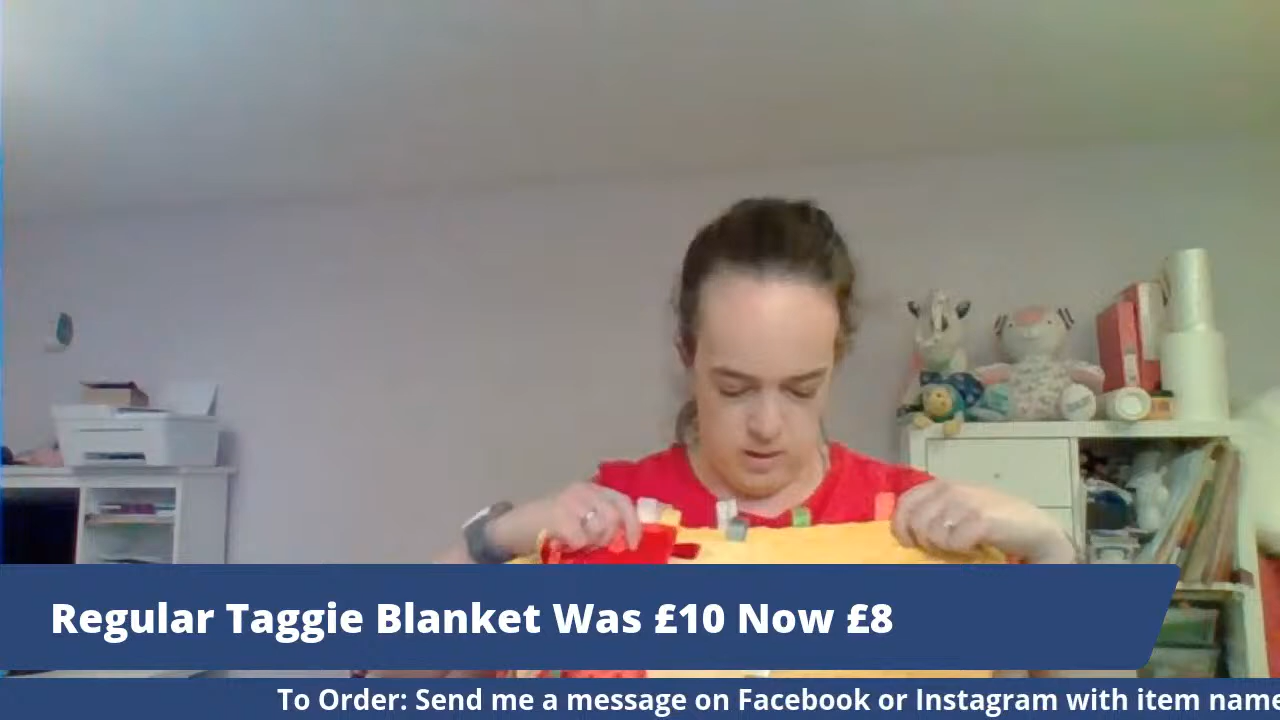 Regular Taggie Blanket Was £10 Now £8
To Order: Send me a message on Facebook or Instagram with item name